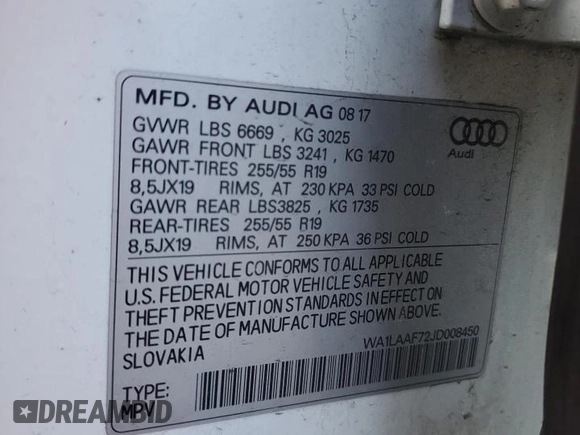 MFD. BY AUDI AG 08 17
GVWR LBS 6669 , KG 3025
GAWR FRONT LBS 3241 , KG 1470
FRONT-TIRES 255/55 R19
8,5JX19 RIMS, AT 230 KPA 33 PSI COLD
GAWR REAR LBS3825 , KG 1735
REAR-TIRES 255/55 R19
8,5JX19 RIMS, AT 250 KPA 36 PSI COLD
Audi
THIS VEHICLE CONFORMS TO ALL APPLICABLE
U.S. FEDERAL MOTOR VEHICLE SAFETY AND
THEFT PREVENTION STANDARDS IN EFFECT ON
THE DATE OF MANUFACTURE SHOWN ABOVE.
SLOVAKIA
WA1LAAF72JD008450
TYPE:
MPV
DREAMBID